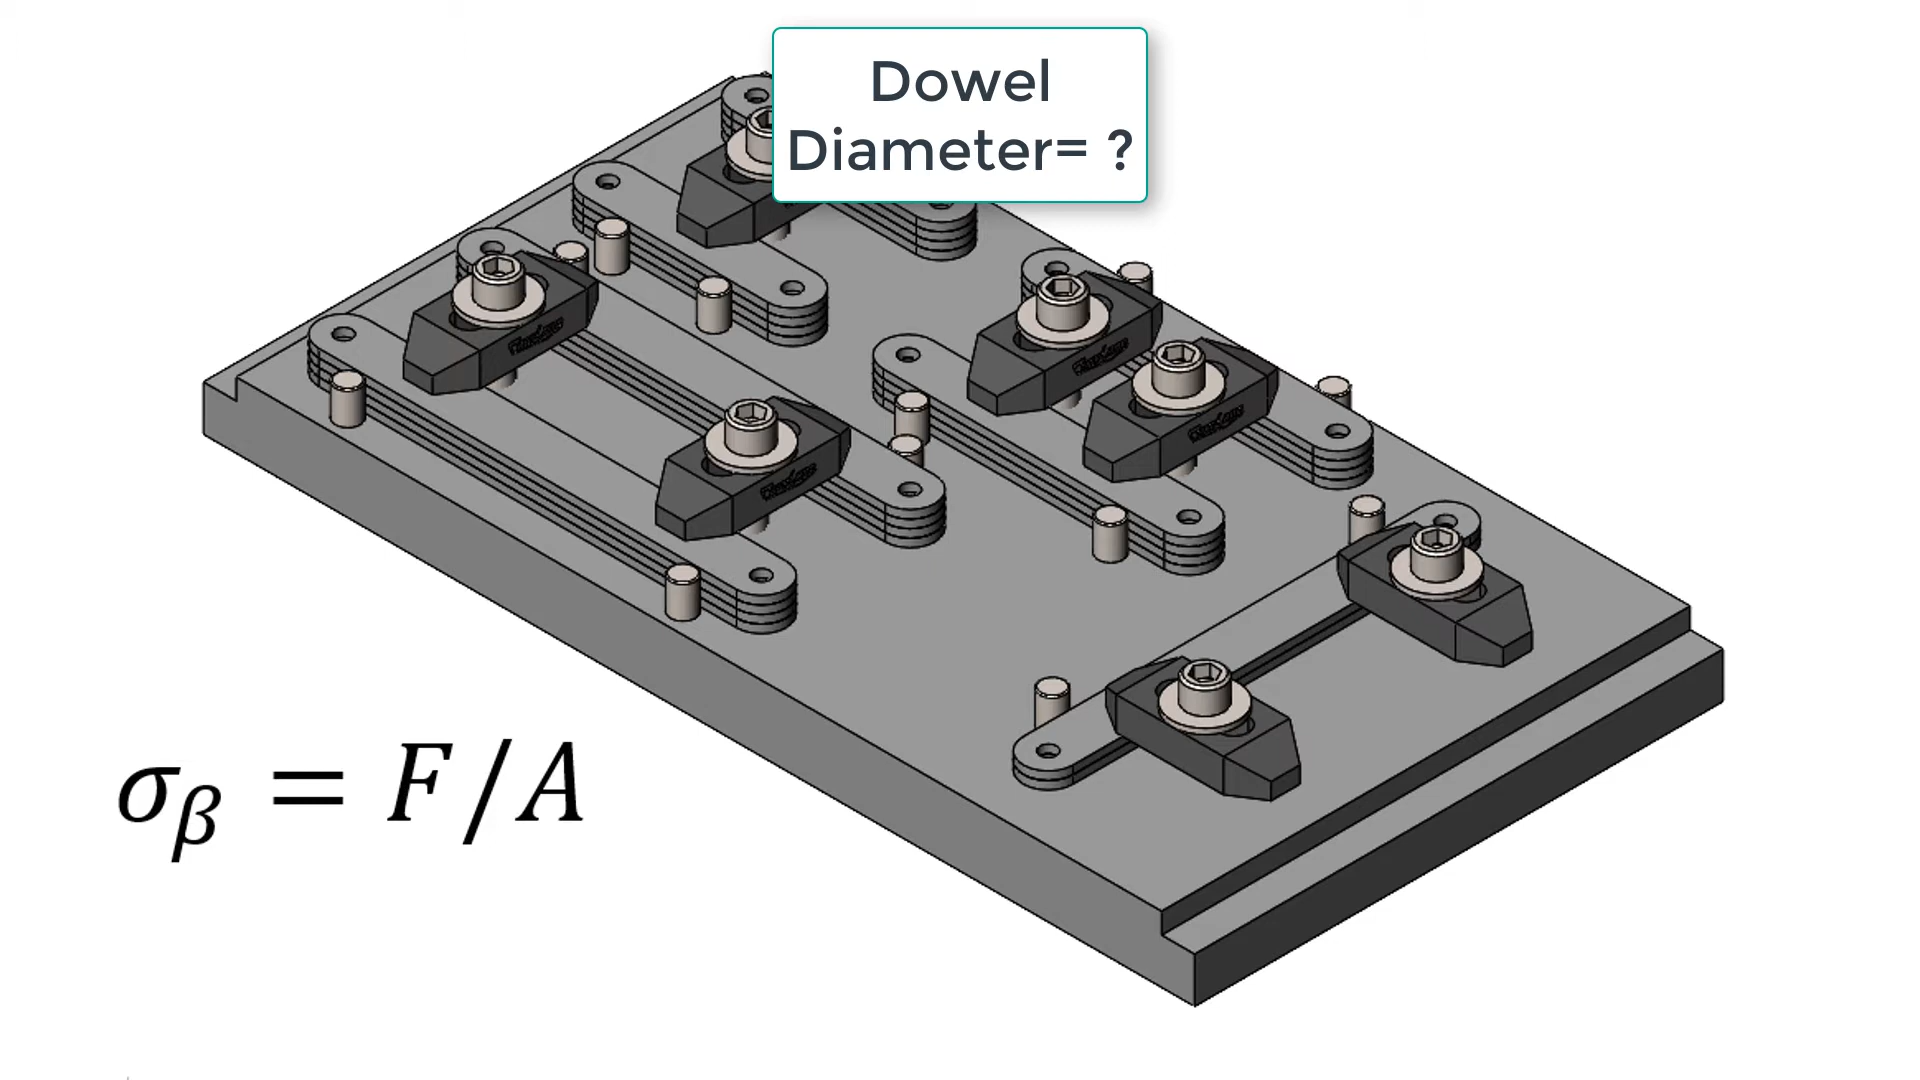 Dowel
Diameter= ?
σ_β = F/A